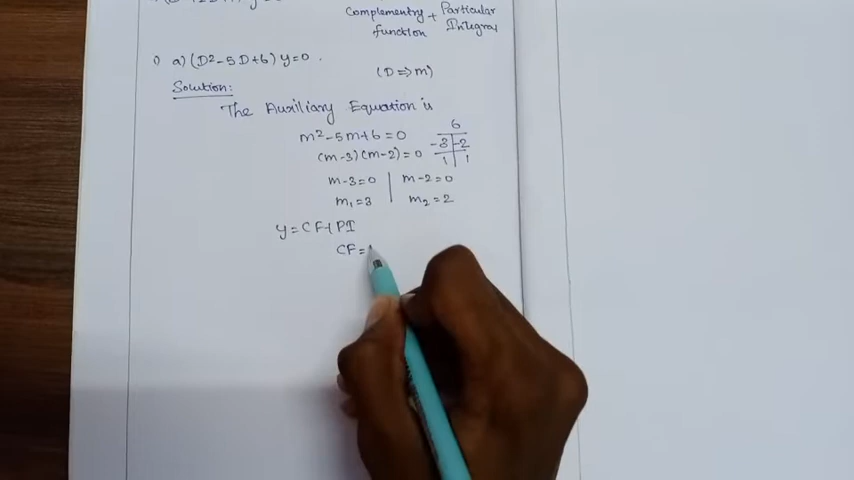 Complementry + Particular
function Integral
1) a) (D²-5D+6) y=0.
(D⇒m)
Solution:
The Auxiliary Equation is
m²-5m+6=0
6
-3 -2
1 1
(m-3)(m-2)=0
m-3=0 | m-2=0
m₁=3 | m₂=2
y=CF+PI
CF=